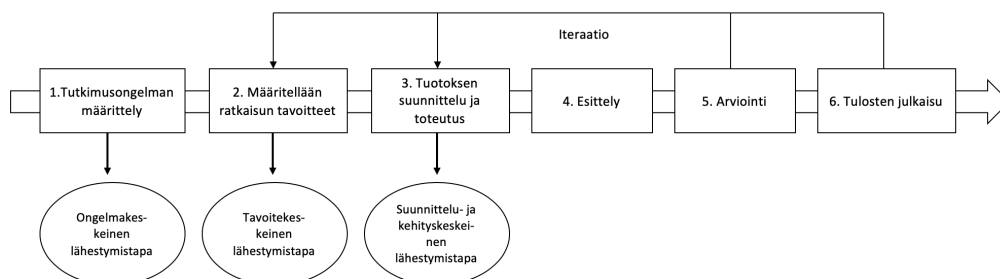 Iteraatio
1.Tutkimusongelman
määrittely
2. Määritellään
ratkaisun tavoitteet
3. Tuotoksen
suunnittelu ja
toteutus
4. Esittely
5. Arviointi
6. Tulosten julkaisu
Ongelmakes-
keinen
lähestymistapa
Tavoitekes-
keinen
lähestymistapa
Suunnittelu- ja
kehityskeskei-
nen
lähestymistapa